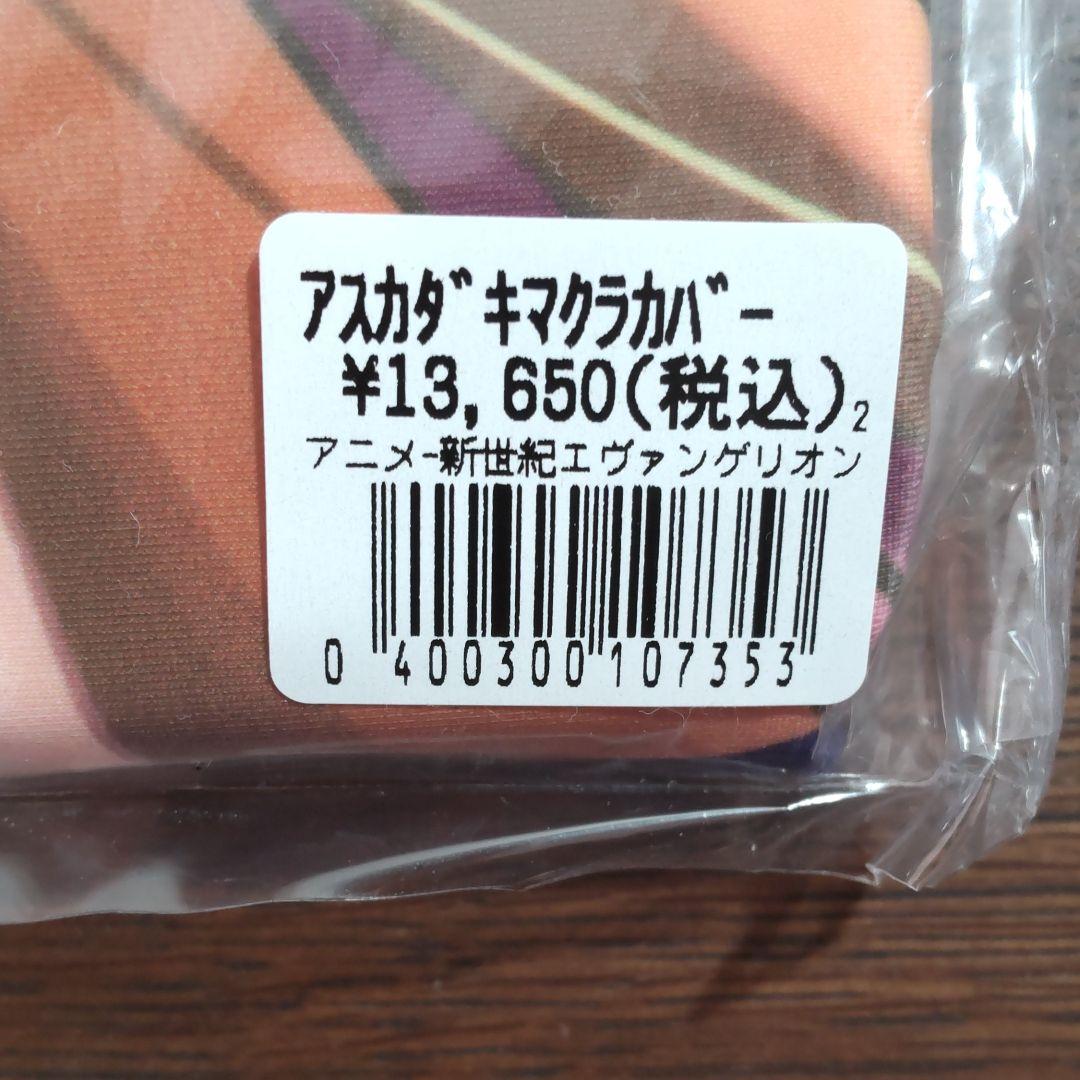 ｱｽｶﾀﾞｷﾏｸﾗｶﾊﾞｰ
¥13,650(税込)2
アニメ-新世紀エヴァンゲリオン
0 400300 107353